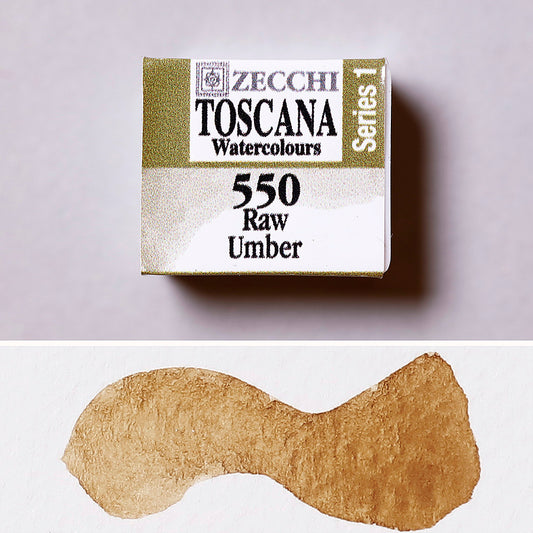 ZECCHI
TOSCANA
Watercolours
Series 1
550
Raw
Umber